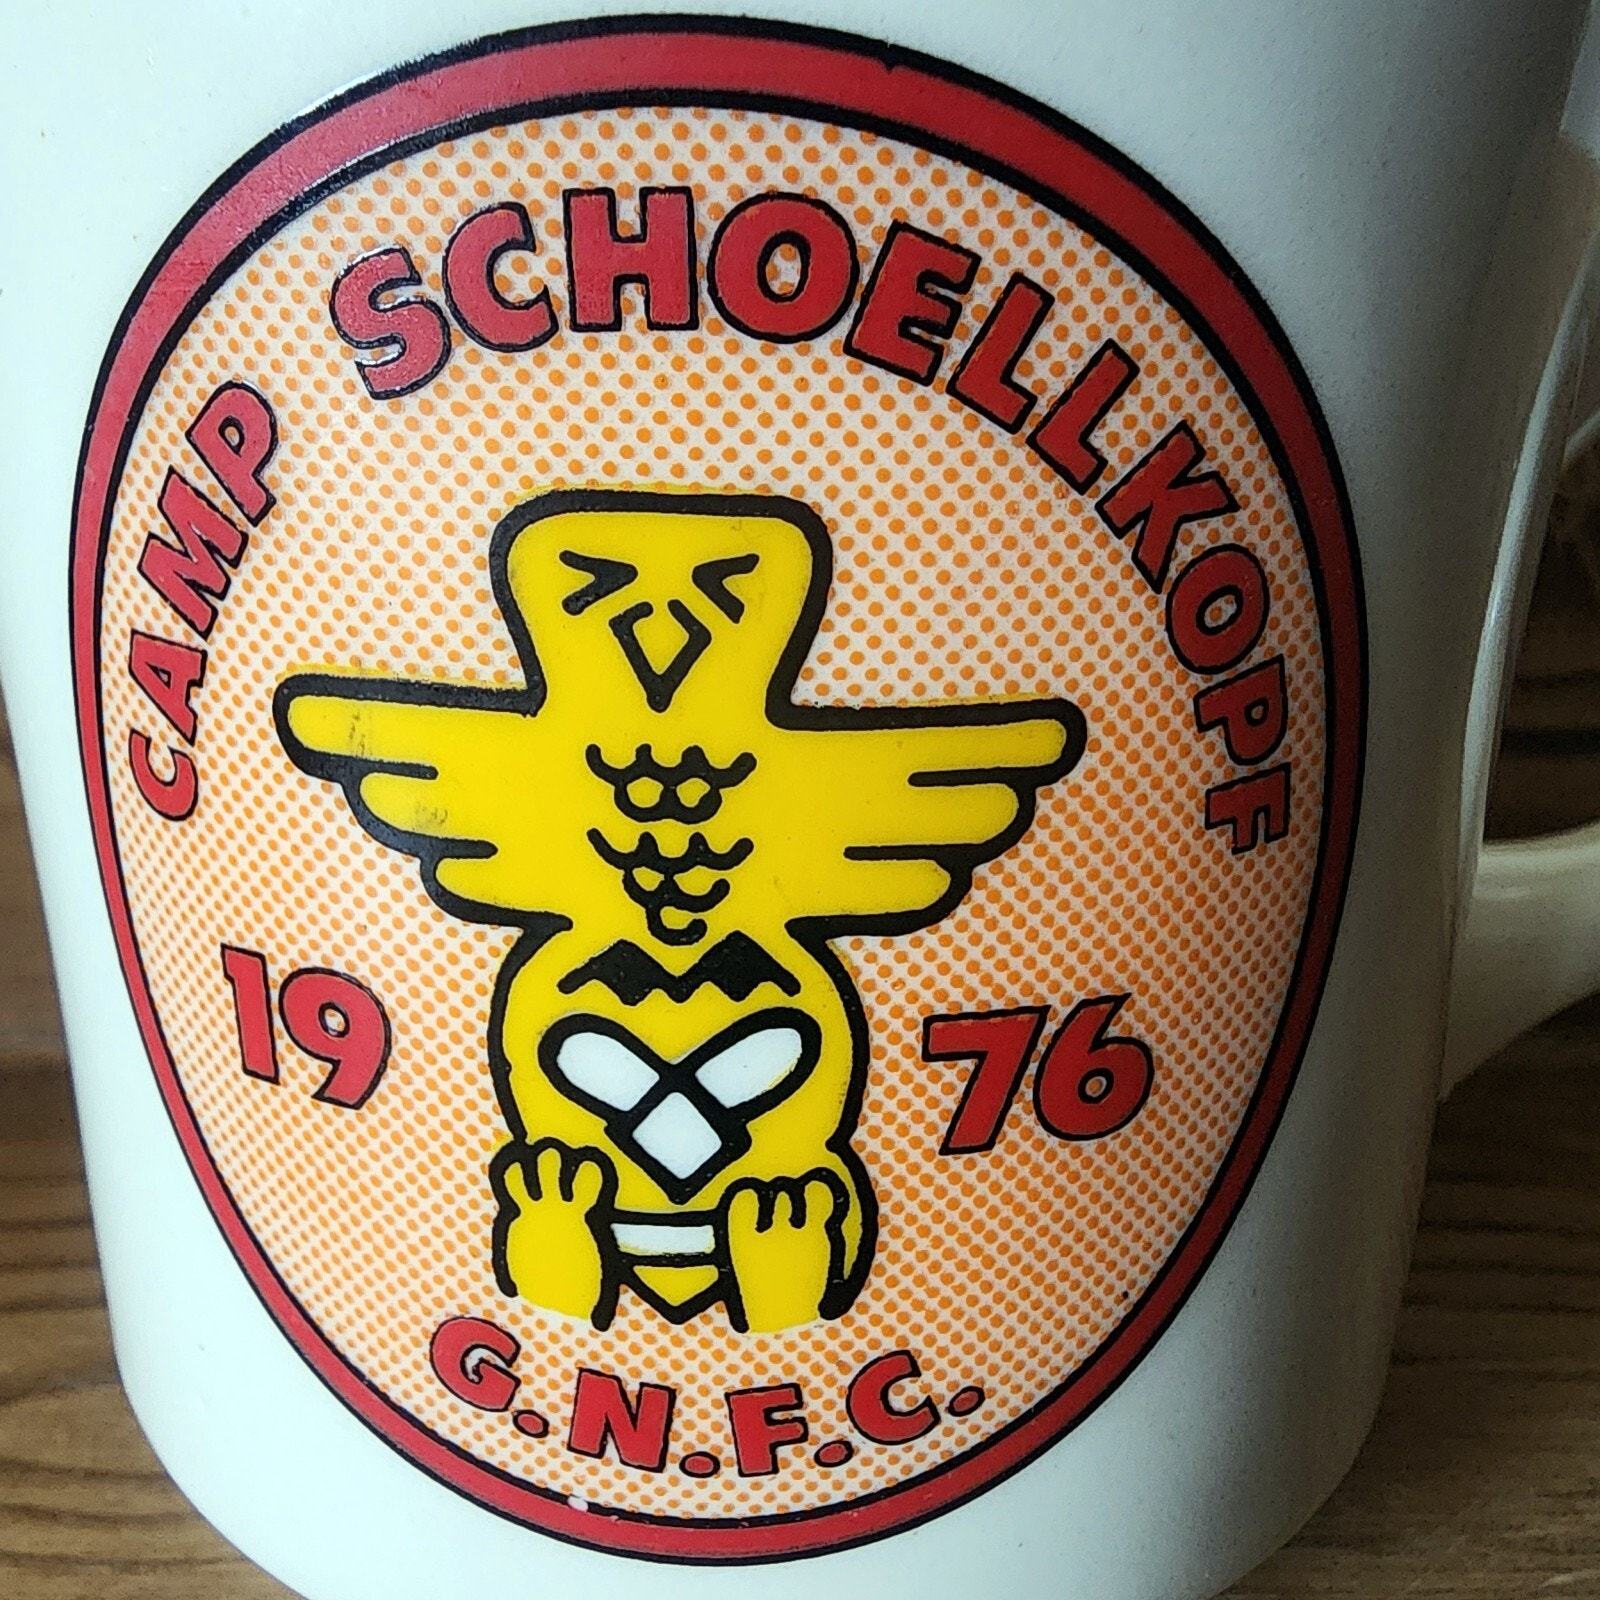 CAMP SCHOELLKOPF
19 76
G.N.F.C.